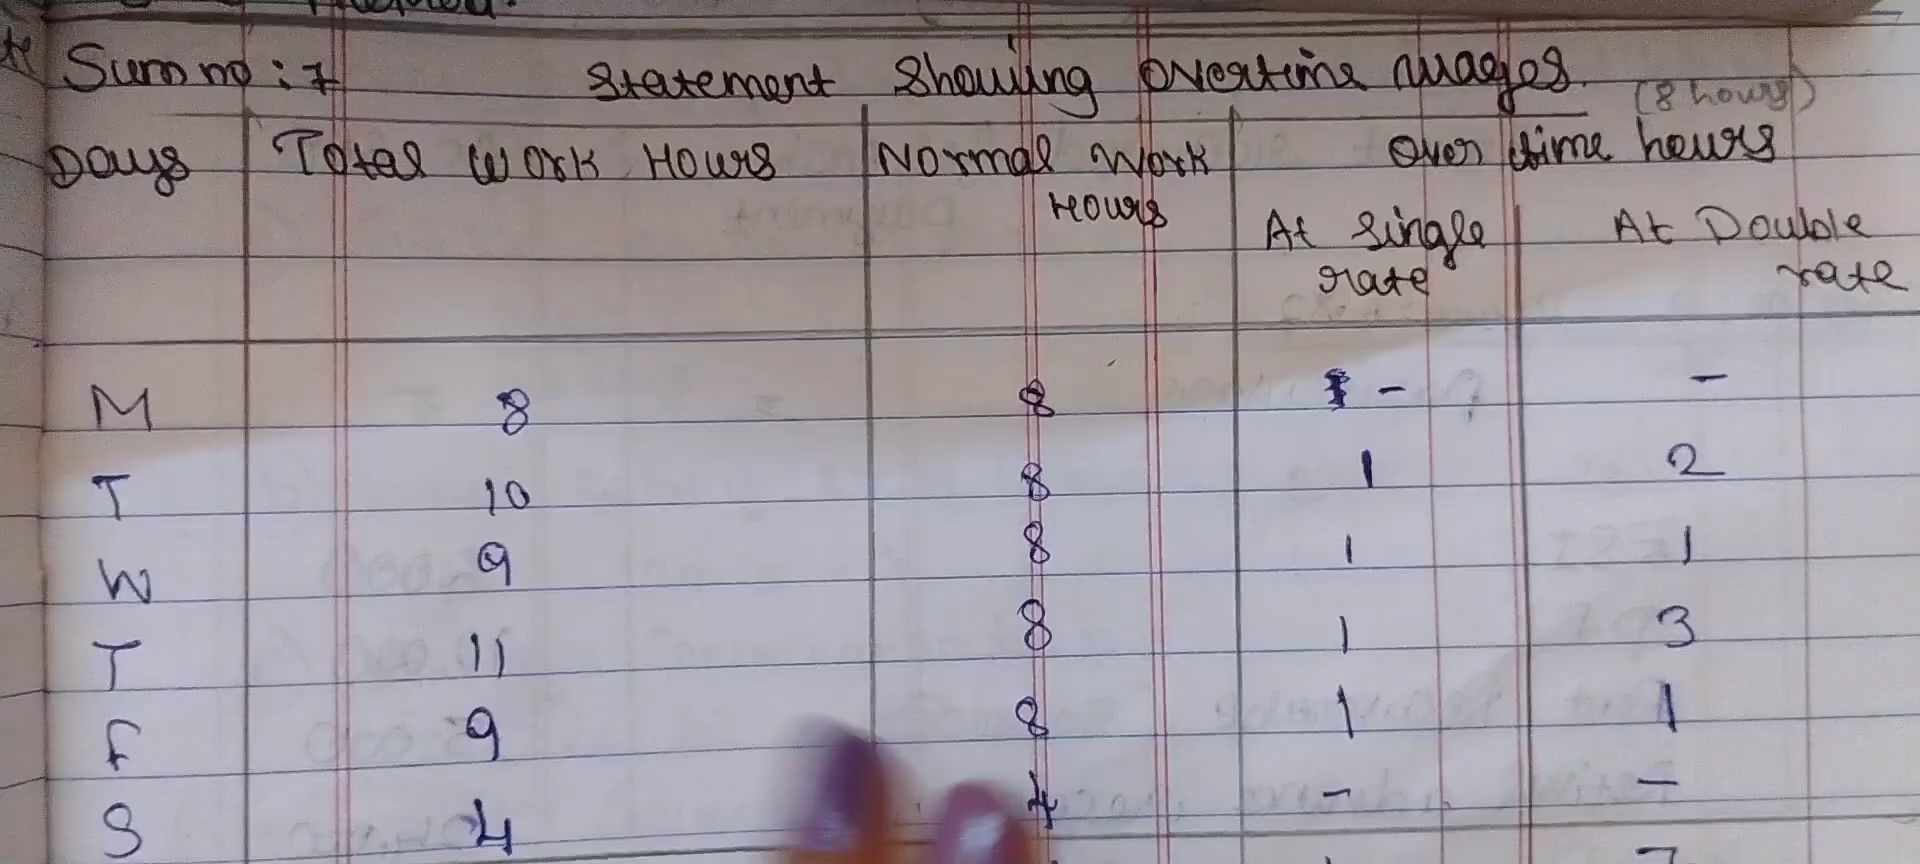 Sum no : 7 Statement Showing Overtime Wages
(8 hours)
Days Total Work Hours Normal Work Hours Over time hours
At Single rate At Double rate
M 8 8 - -
T 10 8 1 2
W 9 8 1 1
T 11 8 1 3
F 9 8 1 1
S 4 4 - -
7